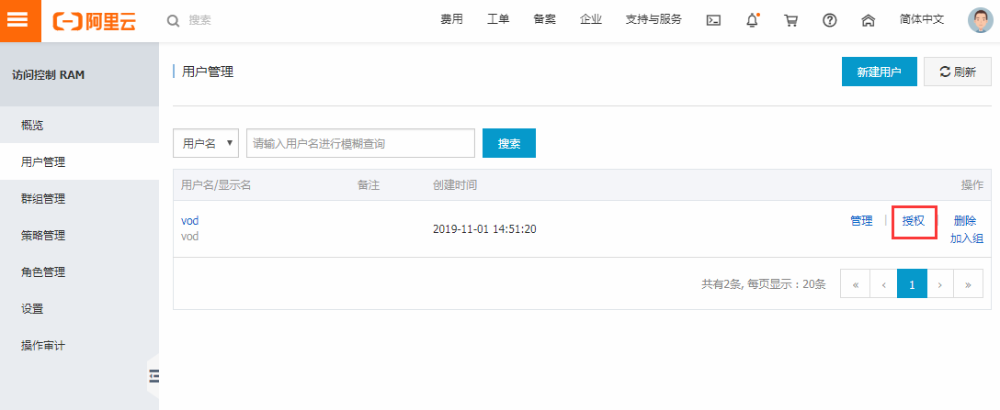 阿里云 搜索 费用 工单 备案 企业 支持与服务 简体中文
访问控制 RAM
概览
用户管理
群组管理
策略管理
角色管理
设置
操作审计
用户管理 新建用户 刷新
用户名 请输入用户名进行模糊查询 搜索
用户名/显示名 备注 创建时间 操作
vod
vod
2019-11-01 14:51:20
管理 | 授权 删除
加入组
共有2条, 每页显示：20条 « ‹ 1 › »